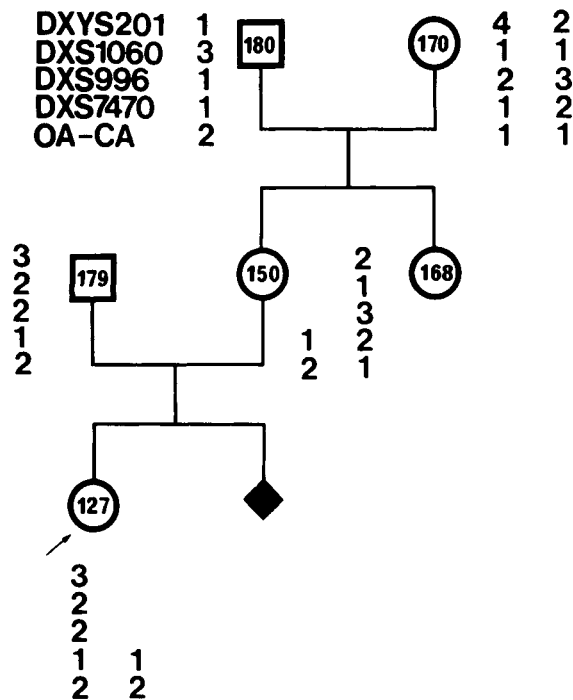 DXYS201 1 180 170 4 2
DXS1060 3 1 1
DXS996 1 2 3
DXS7470 1 1 2
OA-CA 2 1 1
3 179 150 2 168
2 1
2 3
1 1 2
2 2 1
127
3
2
2
1 1
2 2